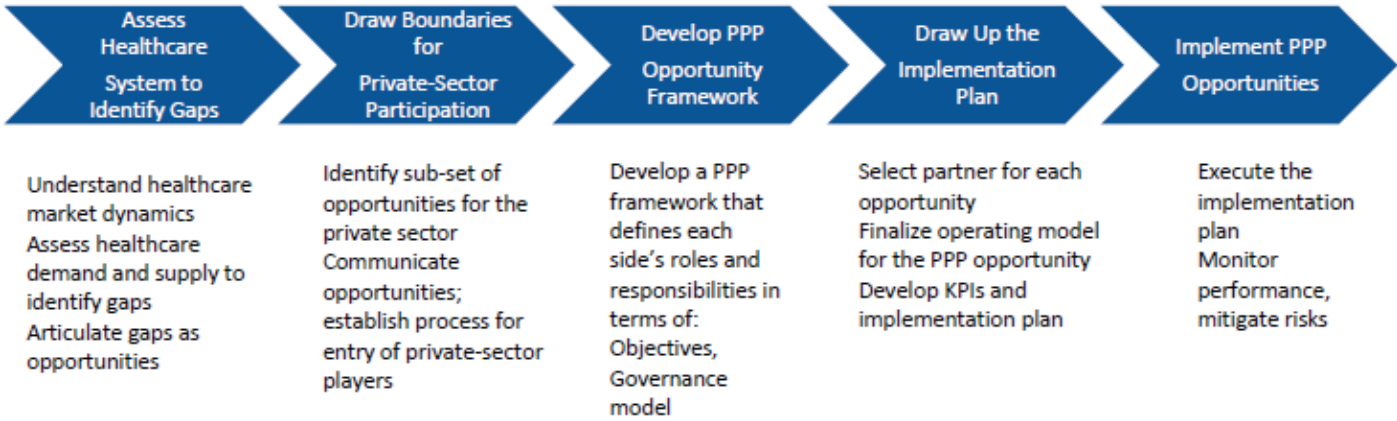 Assess
Healthcare
System to
Identify Gaps
Draw Boundaries
for
Private-Sector
Participation
Develop PPP
Opportunity
Framework
Draw Up the
Implementation
Plan
Implement PPP
Opportunities
Understand healthcare
market dynamics
Assess healthcare
demand and supply to
identify gaps
Articulate gaps as
opportunities
Identify sub-set of
opportunities for the
private sector
Communicate
opportunities;
establish process for
entry of private-sector
players
Develop a PPP
framework that
defines each
side's roles and
responsibilities in
terms of:
Objectives,
Governance
model
Select partner for each
opportunity
Finalize operating model
for the PPP opportunity
Develop KPIs and
implementation plan
Execute the
implementation
plan
Monitor
performance,
mitigate risks